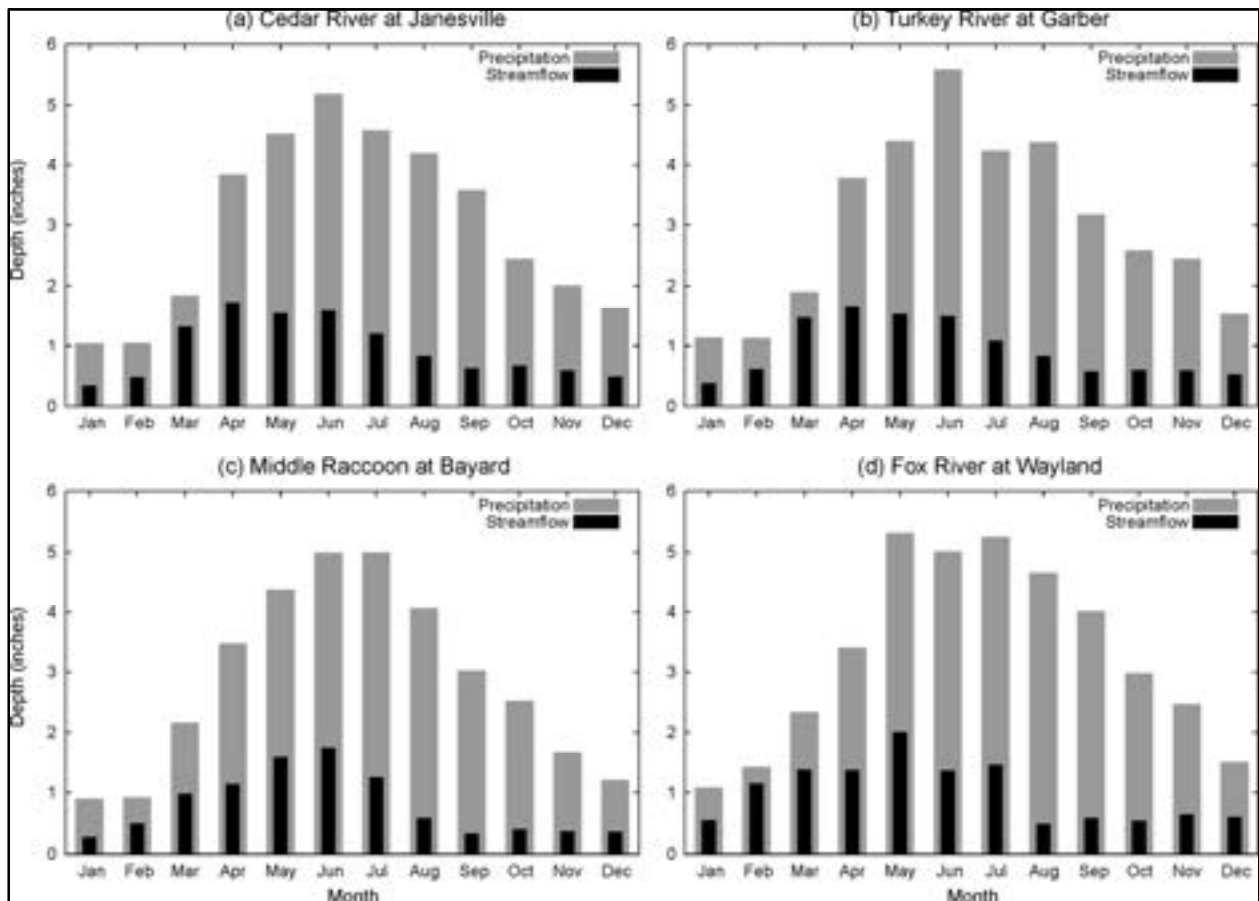 (a) Cedar River at Janesville
Precipitation
Streamflow
6
5
4
3
2
1
0
Depth (inches)
Jan Feb Mar Apr May Jun Jul Aug Sep Oct Nov Dec
(b) Turkey River at Garber
Precipitation
Streamflow
6
5
4
3
2
1
0
Jan Feb Mar Apr May Jun Jul Aug Sep Oct Nov Dec
(c) Middle Raccoon at Bayard
Precipitation
Streamflow
6
5
4
3
2
1
0
Depth (inches)
Jan Feb Mar Apr May Jun Jul Aug Sep Oct Nov Dec
Month
(d) Fox River at Wayland
Precipitation
Streamflow
6
5
4
3
2
1
0
Jan Feb Mar Apr May Jun Jul Aug Sep Oct Nov Dec
Month